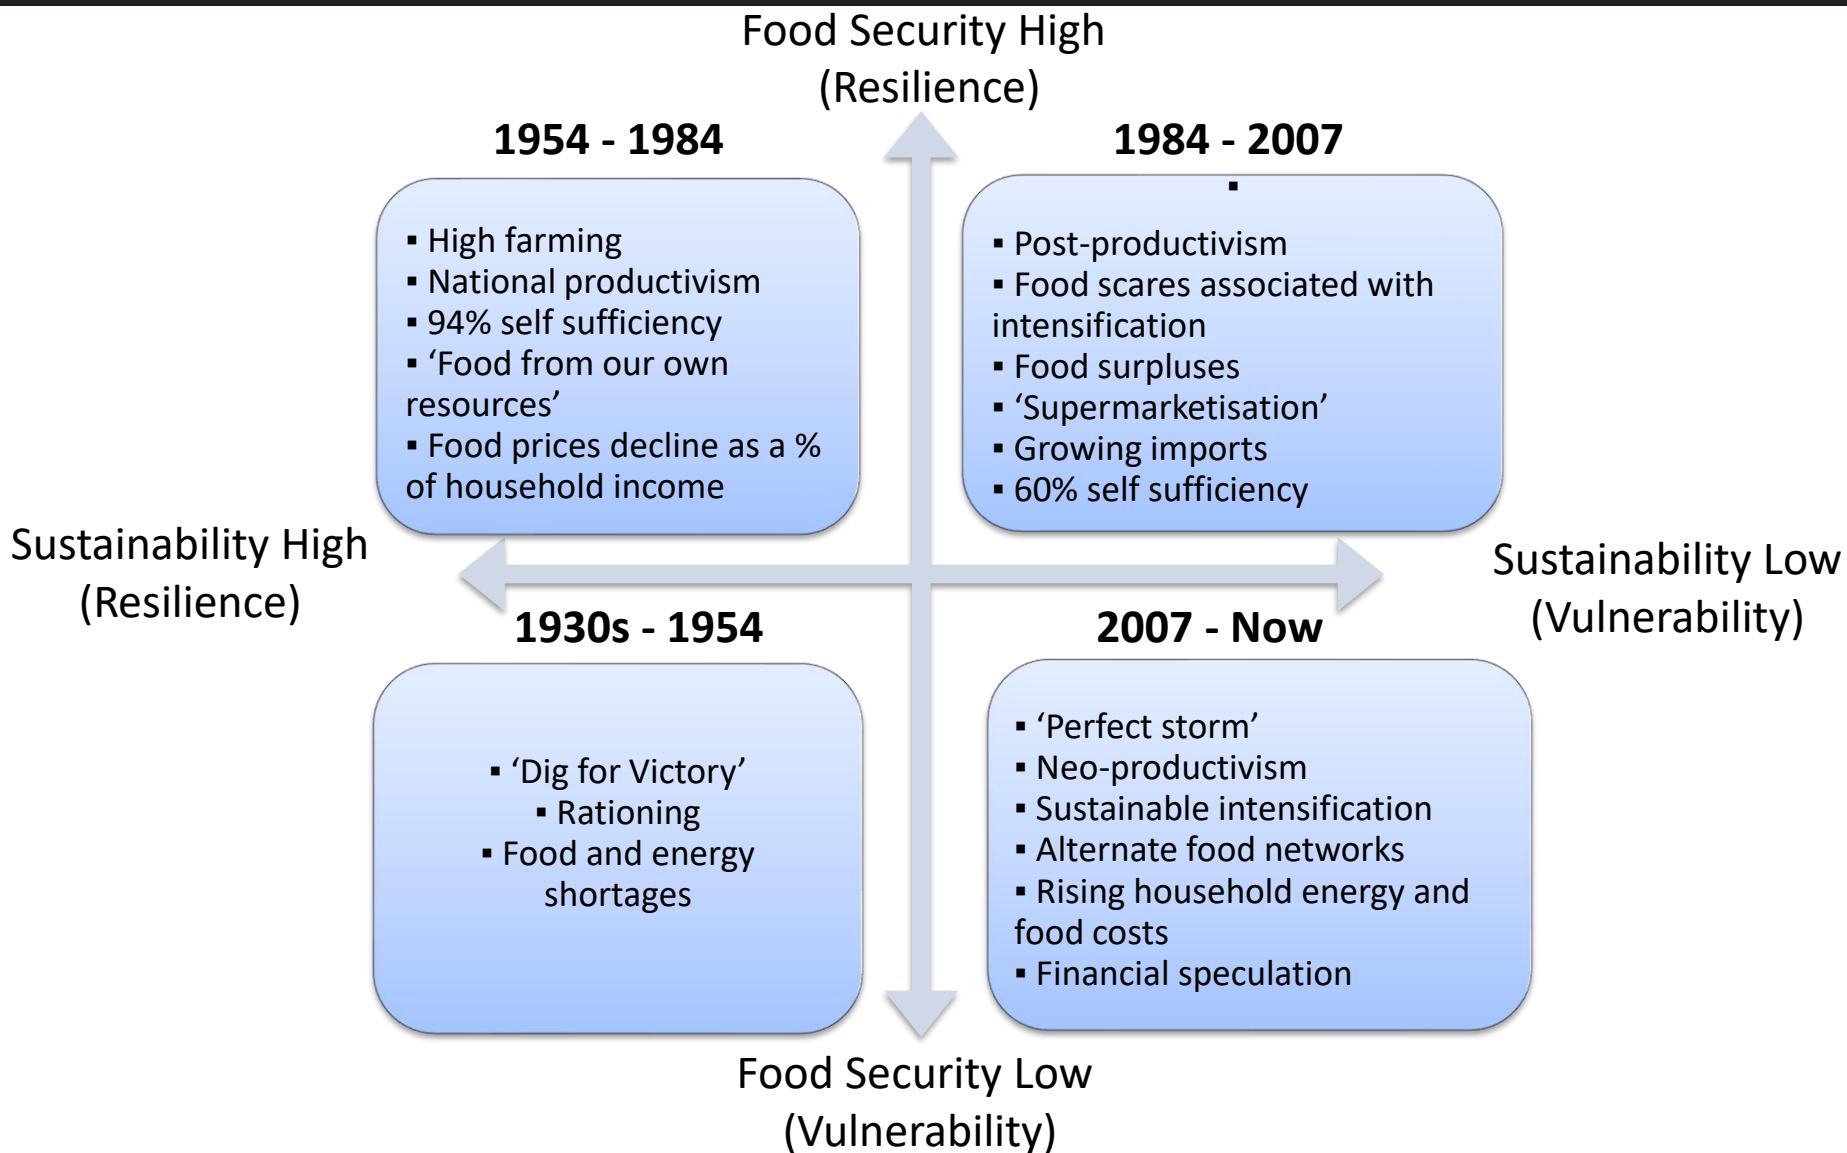 Food Security High
(Resilience)
1954 - 1984
▪ High farming
▪ National productivism
▪ 94% self sufficiency
▪ ‘Food from our own
resources’
▪ Food prices decline as a %
of household income
1984 - 2007
▪
▪ Post-productivism
▪ Food scares associated with
intensification
▪ Food surpluses
▪ ‘Supermarketisation’
▪ Growing imports
▪ 60% self sufficiency
Sustainability High
(Resilience)
Sustainability Low
(Vulnerability)
1930s - 1954
▪ ‘Dig for Victory’
▪ Rationing
▪ Food and energy
shortages
2007 - Now
▪ ‘Perfect storm’
▪ Neo-productivism
▪ Sustainable intensification
▪ Alternate food networks
▪ Rising household energy and
food costs
▪ Financial speculation
Food Security Low
(Vulnerability)